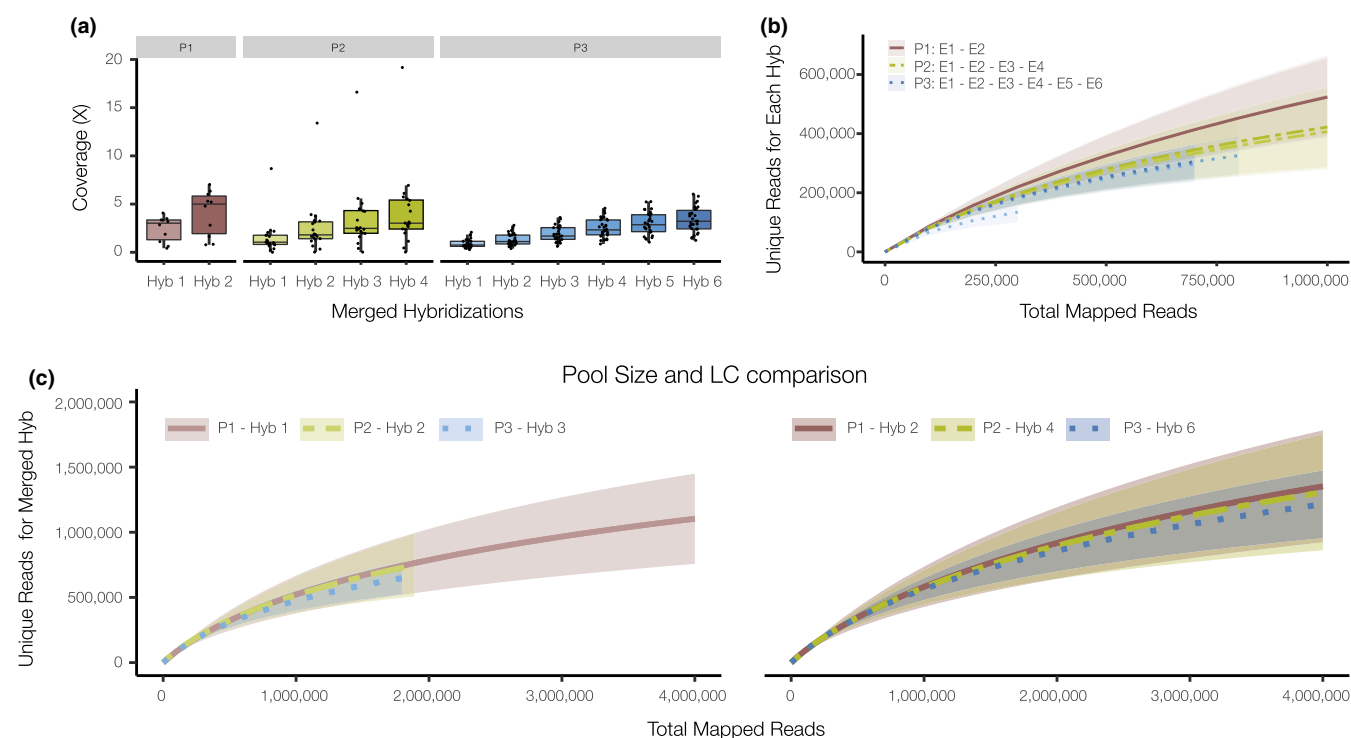 (a)
P1 P2 P3
Coverage (X)
20
15
10
5
0
Hyb 1 Hyb 2 Hyb 1 Hyb 2 Hyb 3 Hyb 4 Hyb 1 Hyb 2 Hyb 3 Hyb 4 Hyb 5 Hyb 6
Merged Hybridizations
(b)
Unique Reads for Each Hyb
P1: E1 - E2
P2: E1 - E2 - E3 - E4
P3: E1 - E2 - E3 - E4 - E5 - E6
600,000
400,000
200,000
0
0 250,000 500,000 750,000 1,000,000
Total Mapped Reads
(c)
Pool Size and LC comparison
Unique Reads for Merged Hyb
2,000,000
1,500,000
1,000,000
500,000
0
P1 - Hyb 1 P2 - Hyb 2 P3 - Hyb 3
P1 - Hyb 2 P2 - Hyb 4 P3 - Hyb 6
0 1,000,000 2,000,000 3,000,000 4,000,000
0 1,000,000 2,000,000 3,000,000 4,000,000
Total Mapped Reads